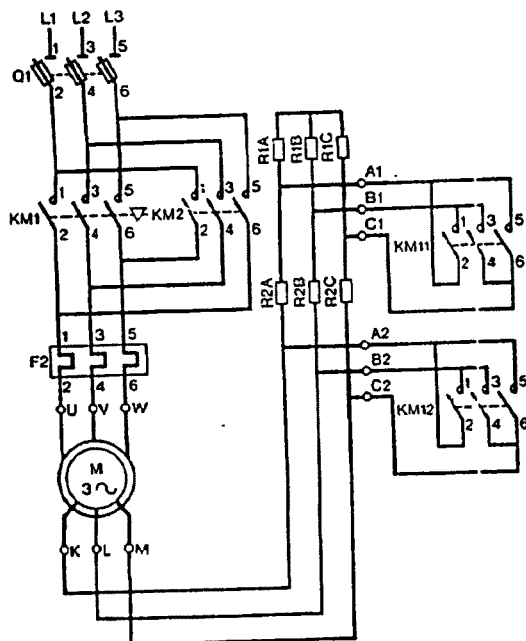 L1 L2 L3
1 3 5
Q1
2 4 6
R1A R1B R1C
A1
B1
C1
1 3 5
KM1
2 4 6
3 5
KM2
2 4 6
1 3 5
KM11
2 4 6
R2A R2B R2C
1 3 5
F2
2 4 6
A2
B2
C2
1 3 5
KM12
2 4 6
U V W
M
3
K L M